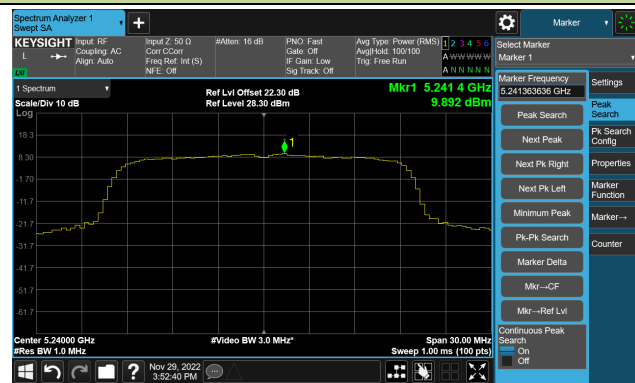 Spectrum Analyzer 1
Swept SA
Marker
KEYSIGHT
L
Input: RF
Coupling: AC
Align: Auto
Input Z: 50 Ω
Corr CCorr
Freq Ref: Int (S)
NFE: Off
#Atten: 16 dB
PNO: Fast
Gate: Off
IF Gain: Low
Sig Track: Off
Avg Type: Power (RMS)
Avg|Hold: 100/100
Trig: Free Run
1 2 3 4 5 6
A W W W W W
A N N N N N
Select Marker
Marker 1
1 Spectrum
Scale/Div 10 dB
Log
Ref Lvl Offset 22.30 dB
Ref Level 28.30 dBm
Mkr1 5.241 4 GHz
9.892 dBm
1
18.3
8.30
-1.70
-11.7
-21.7
-31.7
-41.7
-51.7
-61.7
Center 5.24000 GHz
#Res BW 1.0 MHz
#Video BW 3.0 MHz*
Span 30.00 MHz
Sweep 1.00 ms (100 pts)
Marker Frequency
5.241363636 GHz
Peak Search
Next Peak
Next Pk Right
Next Pk Left
Minimum Peak
Pk-Pk Search
Marker Delta
Mkr→CF
Mkr→Ref Lvl
Continuous Peak
Search
On
Off
Settings
Peak
Search
Pk Search
Config
Properties
Marker
Function
Marker→
Counter
?
Nov 29, 2022
3:52:40 PM